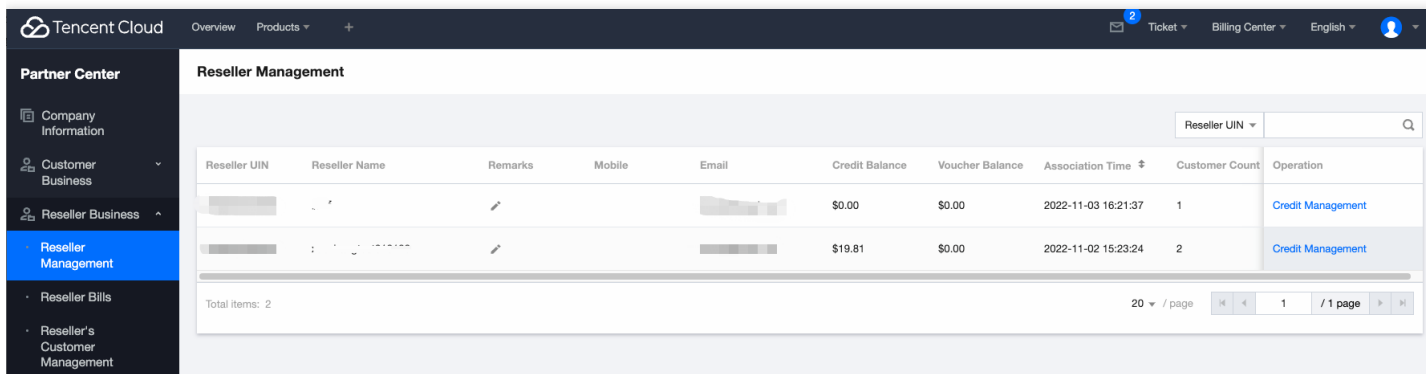 Tencent Cloud Overview Products + 2 Ticket Billing Center English
Partner Center
Reseller Management
Company
Information
Reseller UIN
Customer
Business
Reseller UIN Reseller Name Remarks Mobile Email Credit Balance Voucher Balance Association Time Customer Count Operation
Reseller Business
$0.00 $0.00 2022-11-03 16:21:37 1 Credit Management
Reseller
Management
$19.81 $0.00 2022-11-02 15:23:24 2 Credit Management
Reseller Bills
Total items: 2 20 / page 1 / 1 page
Reseller's
Customer
Management